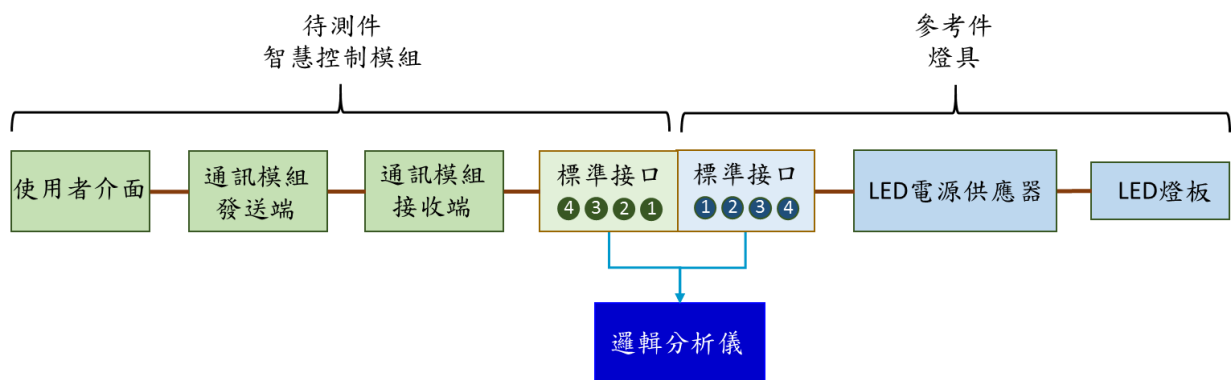 待測件
智慧控制模組
參考件
燈具
使用者介面
通訊模組
發送端
通訊模組
接收端
標準接口
4 3 2 1
標準接口
1 2 3 4
LED電源供應器
LED燈板
邏輯分析儀